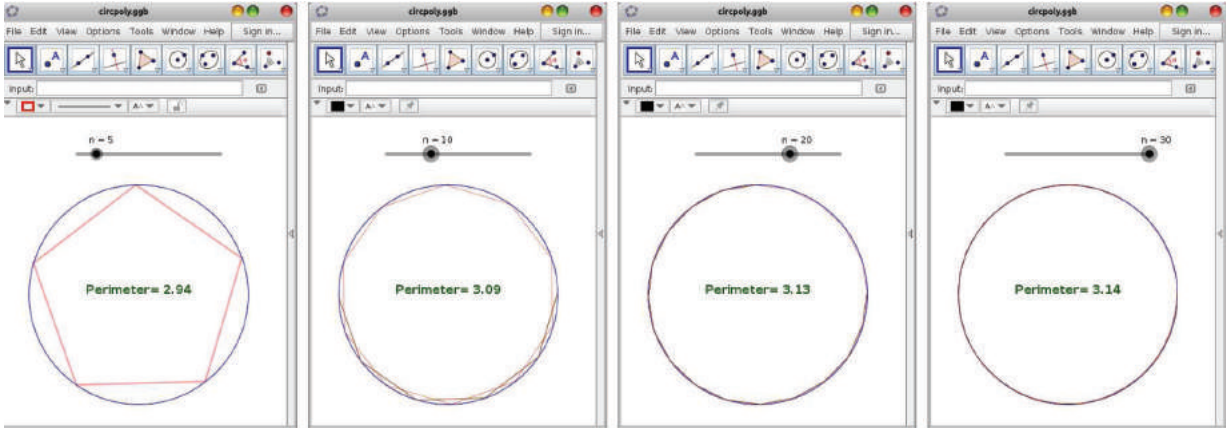 circpoly.ggb
File Edit View Options Tools Window Help Sign in...
Input:
n = 5
Perimeter= 2.94
circpoly.ggb
File Edit View Options Tools Window Help Sign in...
Input:
n = 10
Perimeter= 3.09
circpoly.ggb
File Edit View Options Tools Window Help Sign in...
Input:
n = 20
Perimeter= 3.13
circpoly.ggb
File Edit View Options Tools Window Help Sign in...
Input:
n = 30
Perimeter= 3.14